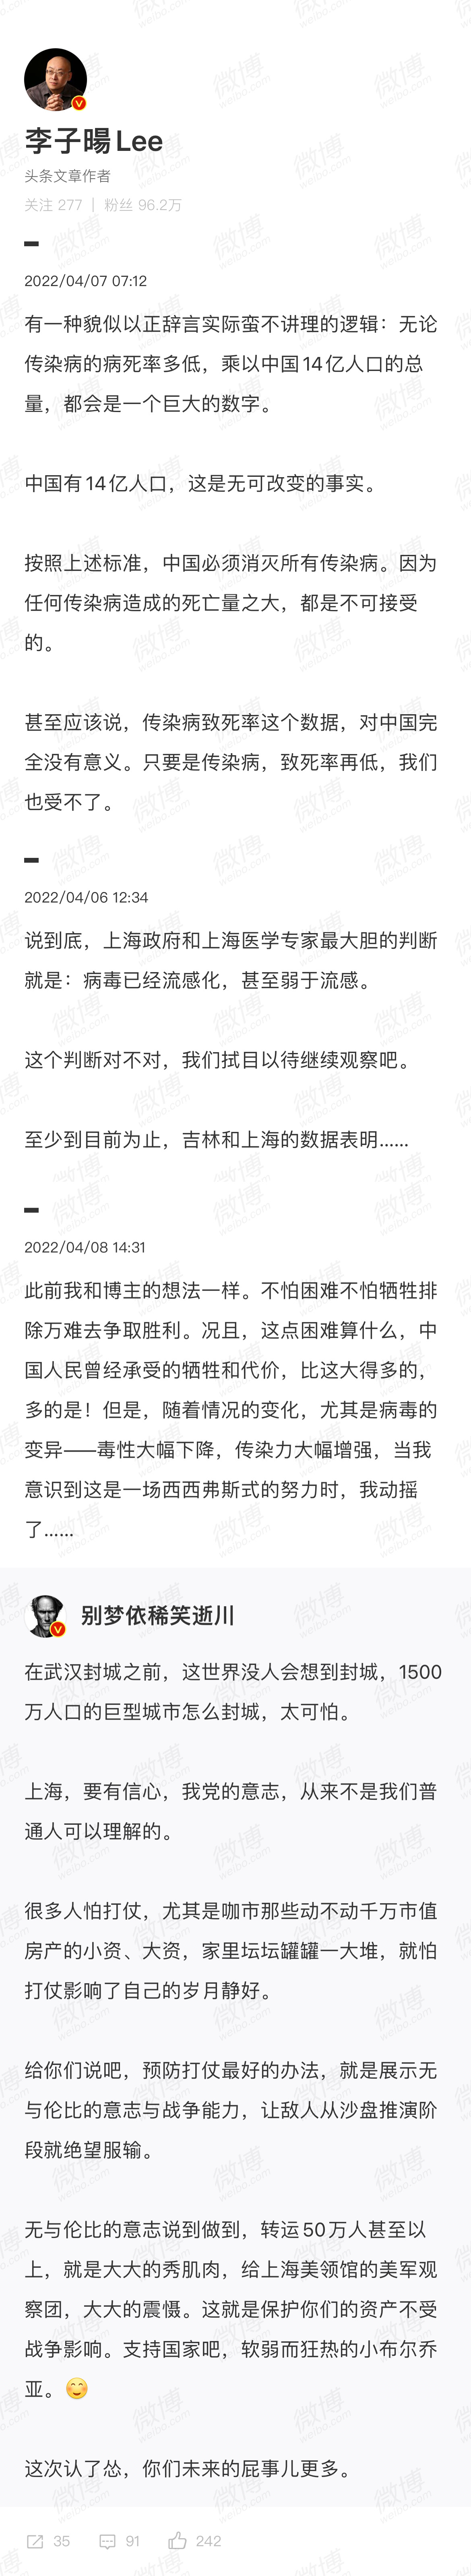 李子暘Lee
头条文章作者
关注 277 | 粉丝 96.2万
2022/04/07 07:12
有一种貌似以正辞言实际蛮不讲理的逻辑：无论
传染病的病死率多低，乘以中国14亿人口的总
量，都会是一个巨大的数字。
中国有14亿人口，这是无可改变的事实。
按照上述标准，中国必须消灭所有传染病。因为
任何传染病造成的死亡量之大，都是不可接受
的。
甚至应该说，传染病致死率这个数据，对中国完
全没有意义。只要是传染病，致死率再低，我们
也受不了。
2022/04/06 12:34
说到底，上海政府和上海医学专家最大胆的判断
就是：病毒已经流感化，甚至弱于流感。
这个判断对不对，我们拭目以待继续观察吧。
至少到目前为止，吉林和上海的数据表明......
2022/04/08 14:31
此前我和博主的想法一样。不怕困难不怕牺牲排
除万难去争取胜利。况且，这点困难算什么，中
国人民曾经承受的牺牲和代价，比这大得多的，
多的是！但是，随着情况的变化，尤其是病毒的
变异——毒性大幅下降，传染力大幅增强，当我
意识到这是一场西西弗斯式的努力时，我动摇
了......
别梦依稀笑逝川
在武汉封城之前，这世界没人会想到封城，1500
万人口的巨型城市怎么封城，太可怕。
上海，要有信心，我党的意志，从来不是我们普
通人可以理解的。
很多人怕打仗，尤其是咖市那些动不动千万市值
房产的小资、大资，家里坛坛罐罐一大堆，就怕
打仗影响了自己的岁月静好。
给你们说吧，预防打仗最好的办法，就是展示无
与伦比的意志与战争能力，让敌人从沙盘推演阶
段就绝望服输。
无与伦比的意志说到做到，转运50万人甚至以
上，就是大大的秀肌肉，给上海美领馆的美军观
察团，大大的震慑。这就是保护你们的资产不受
战争影响。支持国家吧，软弱而狂热的小布尔乔
亚。😊
这次认了怂，你们未来的屁事儿更多。
35 91 242
微博
weibo.com